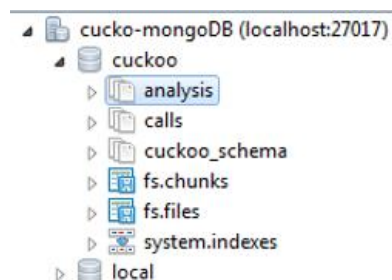 cucko-mongoDB (localhost:27017)
cuckoo
analysis
calls
cuckoo_schema
fs.chunks
fs.files
system.indexes
local